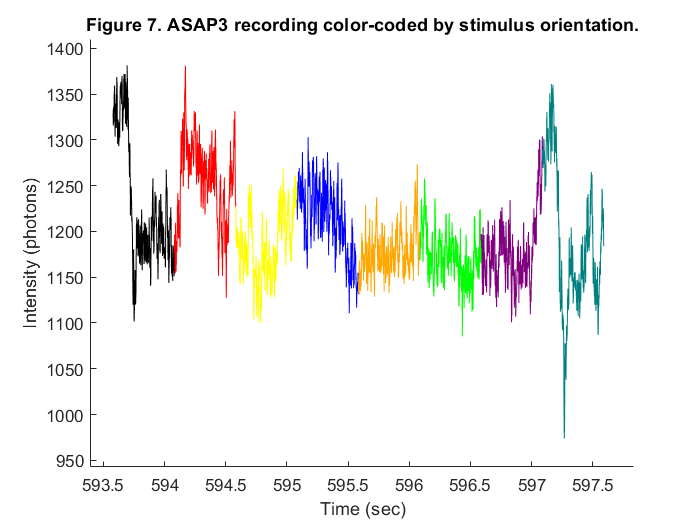 Figure 7. ASAP3 recording color-coded by stimulus orientation.
1400
1350
1300
1250
1200
1150
1100
1050
1000
950
Intensity (photons)
593.5 594 594.5 595 595.5 596 596.5 597 597.5
Time (sec)